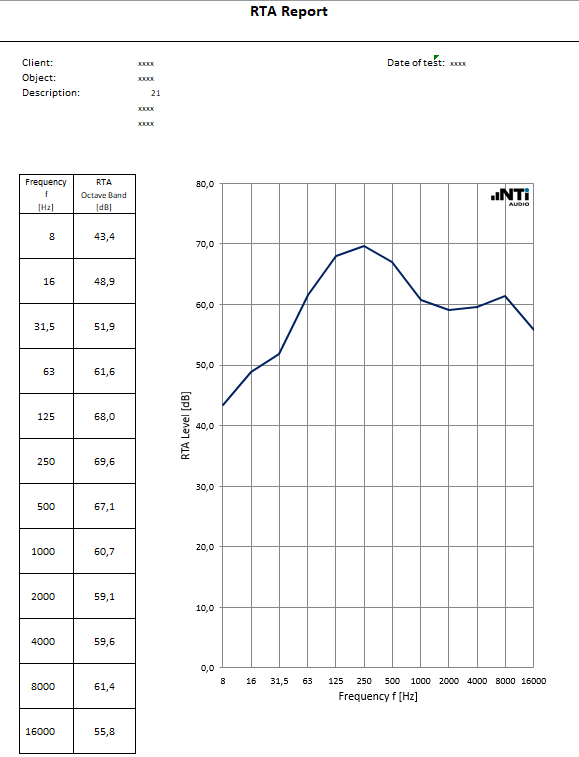 RTA Report
Client: xxxx Date of test: xxxx
Object: xxxx
Description: 21
xxxx
xxxx
Frequency RTA
f Octave Band
[Hz] [dB]
8 43,4
16 48,9
31,5 51,9
63 61,6
125 68,0
250 69,6
500 67,1
1000 60,7
2000 59,1
4000 59,6
8000 61,4
16000 55,8
NTi
AUDIO
80,0
70,0
60,0
50,0
40,0
30,0
20,0
10,0
0,0
RTA Level [dB]
8 16 31,5 63 125 250 500 1000 2000 4000 8000 16000
Frequency f [Hz]